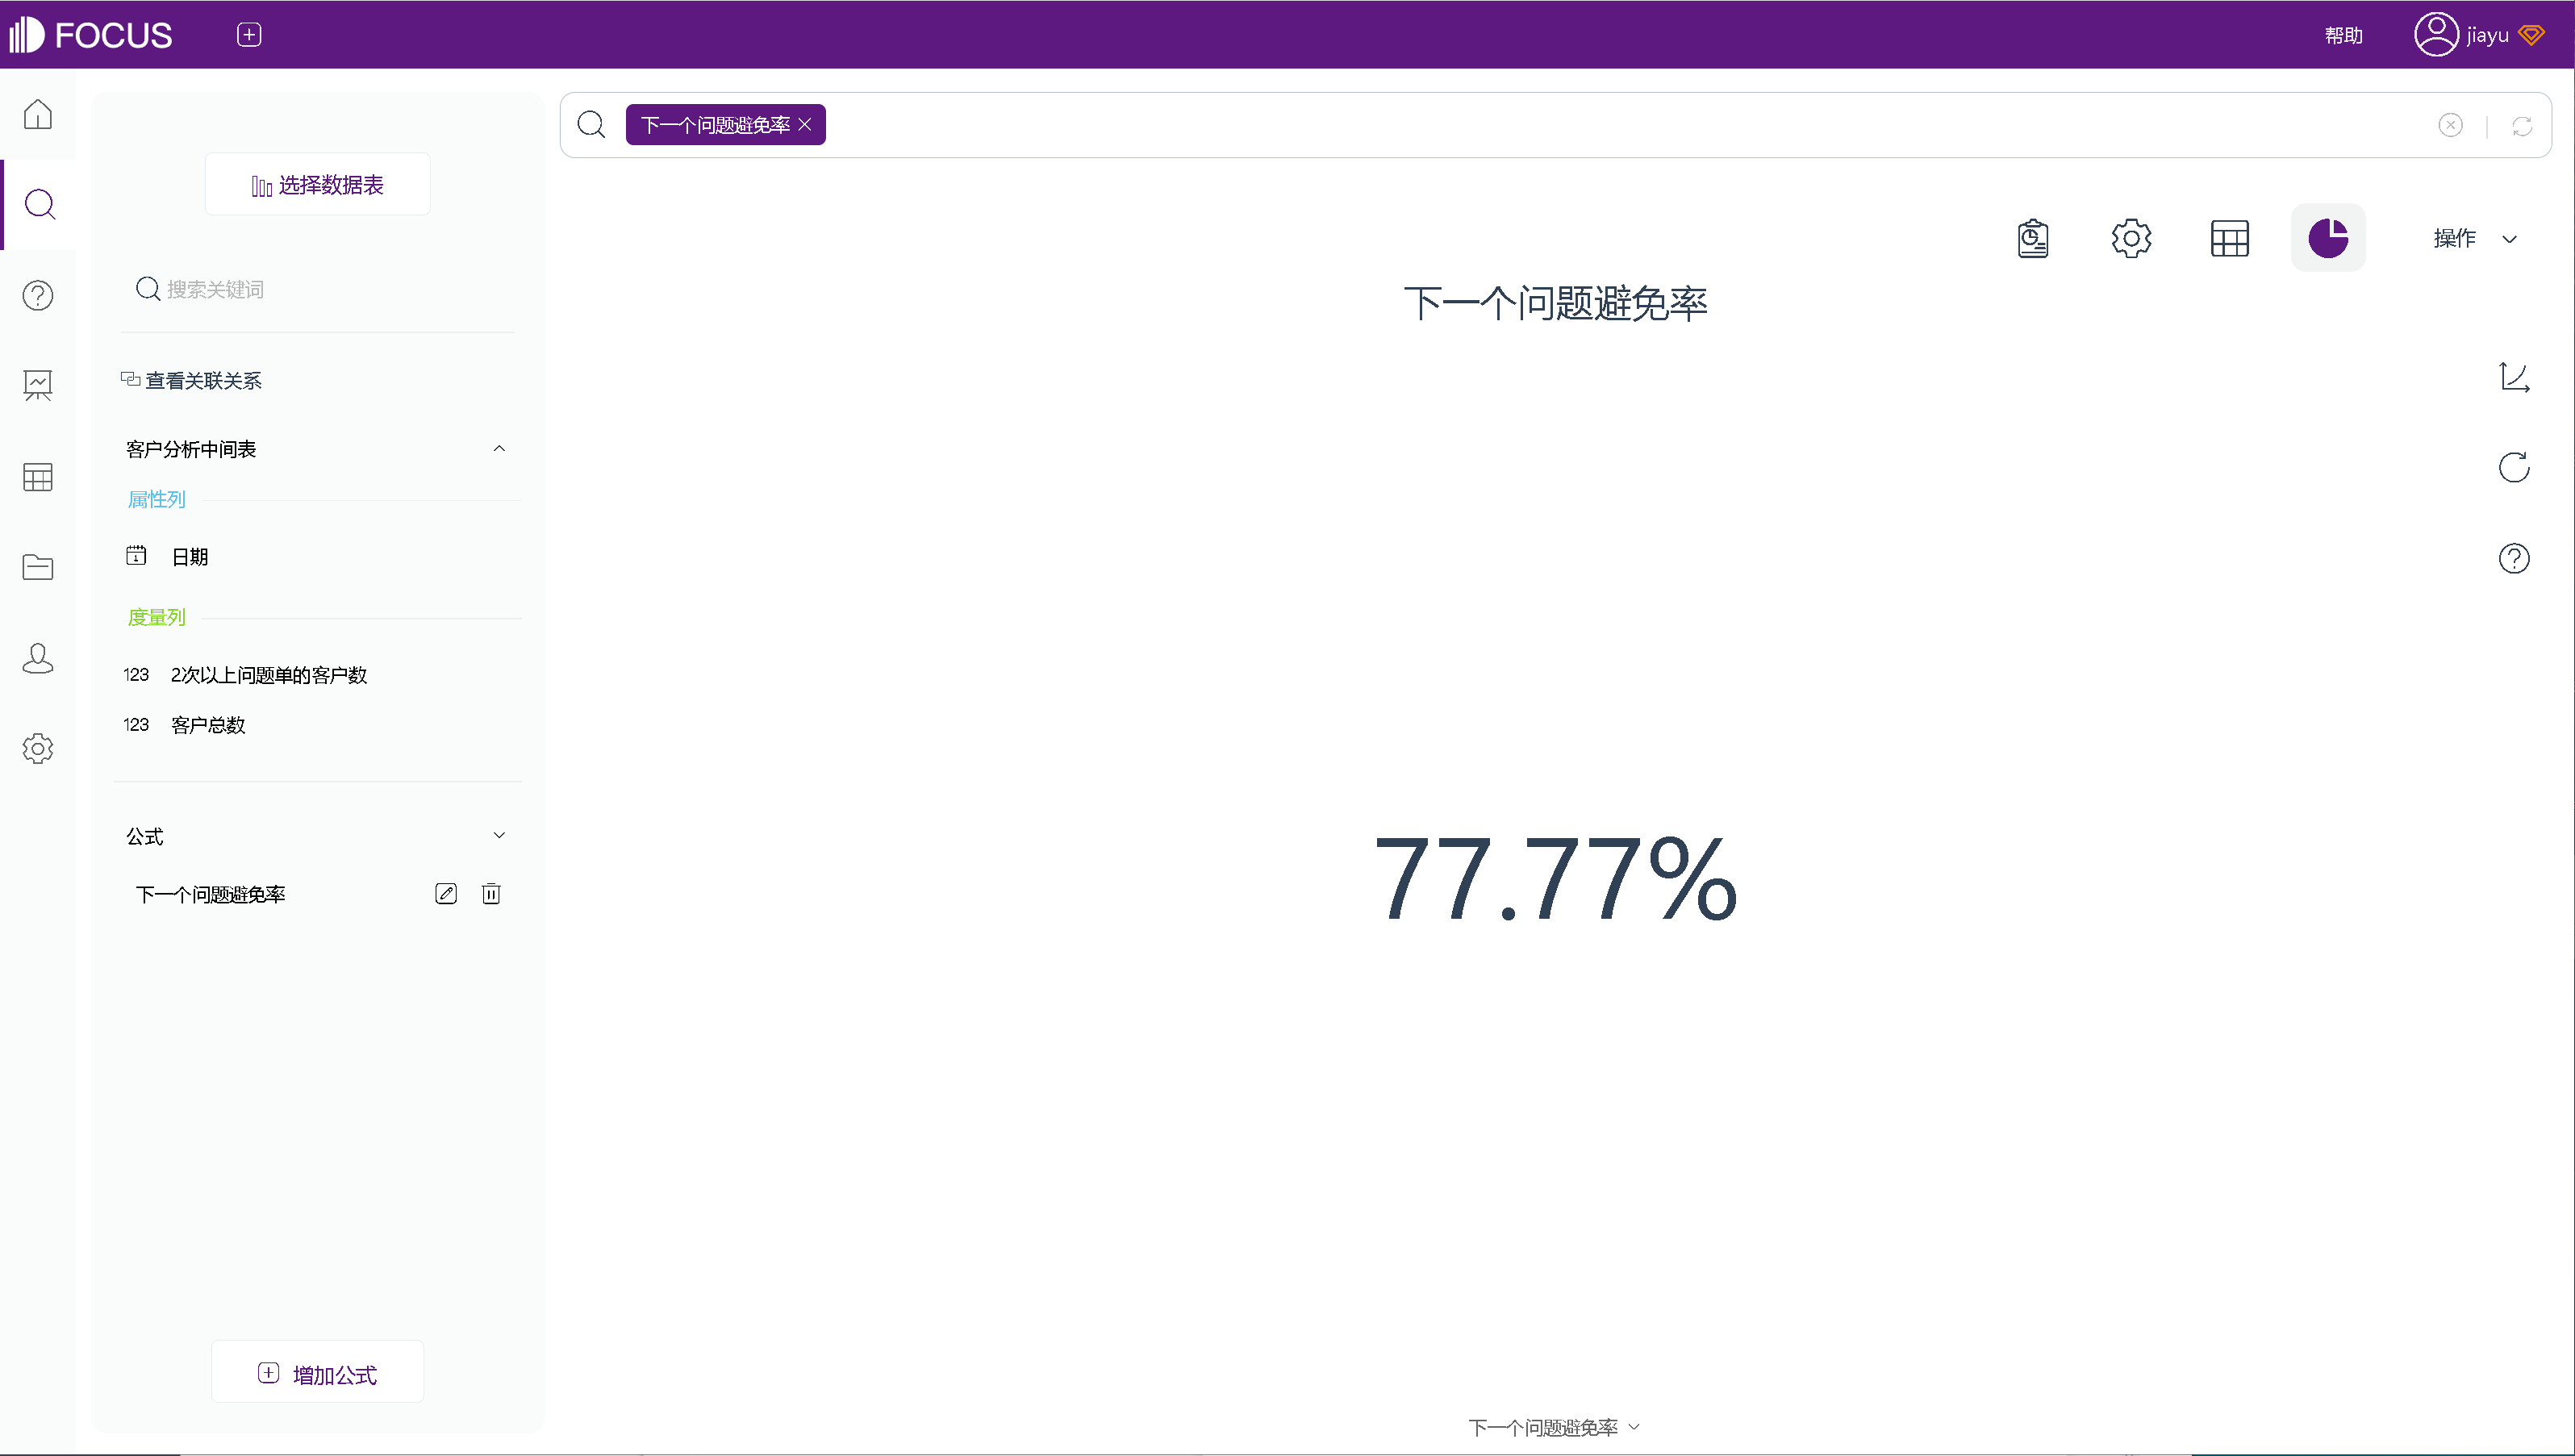 FOCUS
帮助
jiayu
选择数据表
搜索关键词
查看关联关系
客户分析中间表
属性列
日期
度量列
123 2次以上问题单的客户数
123 客户总数
公式
下一个问题避免率
增加公式
下一个问题避免率
操作
下一个问题避免率
77.77%
下一个问题避免率